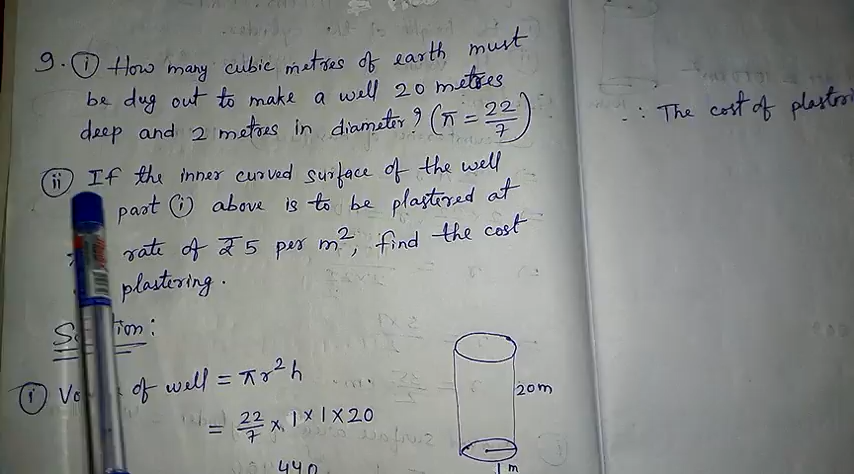 9. (i) How many cubic metres of earth must
be dug out to make a well 20 metres
deep and 2 metres in diameter? (π = 22/7)
(ii) If the inner curved surface of the well
part (i) above is to be plastered at
rate of ₹5 per m², find the cost
plastering.
Solution:
(i) Volume of well = πr²h
= 22/7 × 1 × 1 × 20
440
20m
1m
∴ The cost of plastering